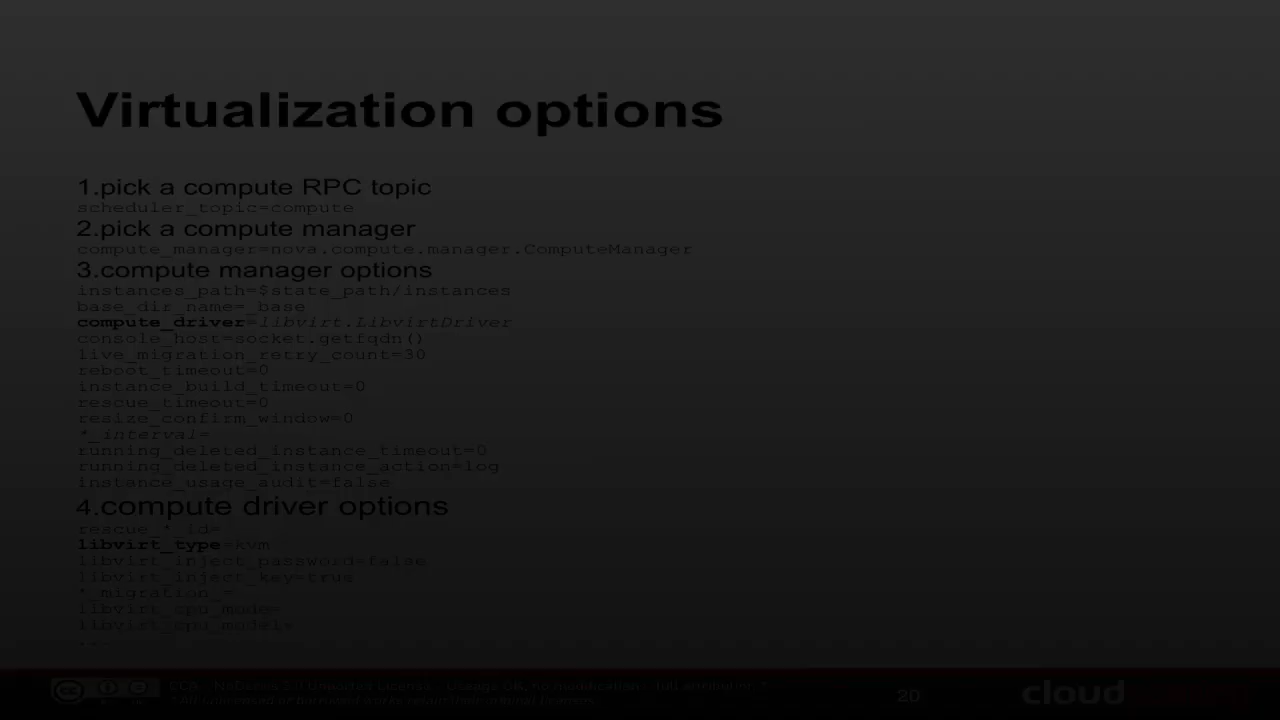 Virtualization options
1.pick a compute RPC topic
scheduler_topic=compute
2.pick a compute manager
compute_manager=nova.compute.manager.ComputeManager
3.compute manager options
instances_path=$state_path/instances
base_dir_name=_base
compute_driver=libvirt.LibvirtDriver
console_host=socket.getfqdn()
live_migration_retry_count=30
reboot_timeout=0
instance_build_timeout=0
rescue_timeout=0
resize_confirm_window=0
*_interval=
running_deleted_instance_timeout=0
running_deleted_instance_action=log
instance_usage_audit=false
4.compute driver options
rescue_*_id=
libvirt_type=kvm
libvirt_inject_password=false
libvirt_inject_key=true
*_migration_=
libvirt_cpu_mode=
libvirt_cpu_model=
...
20
cloud